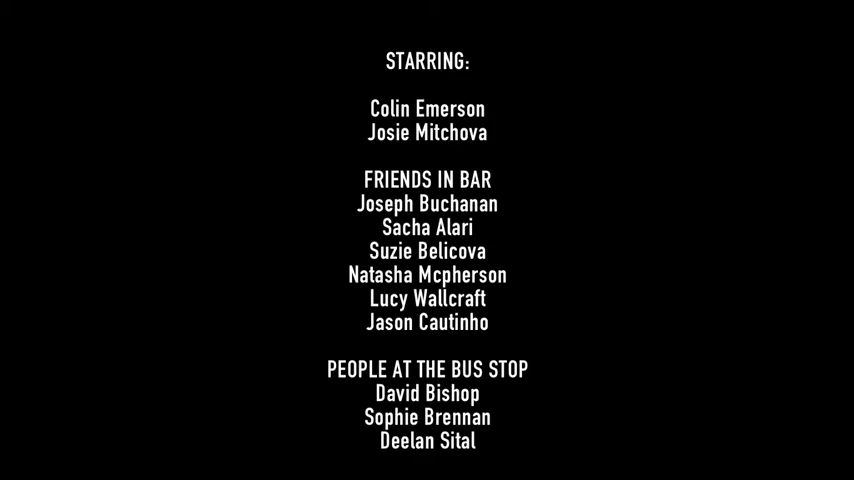 STARRING:
Colin Emerson
Josie Mitchova
FRIENDS IN BAR
Joseph Buchanan
Sacha Alari
Suzie Belicova
Natasha Mcpherson
Lucy Wallcraft
Jason Cautinho
PEOPLE AT THE BUS STOP
David Bishop
Sophie Brennan
Deelan Sital